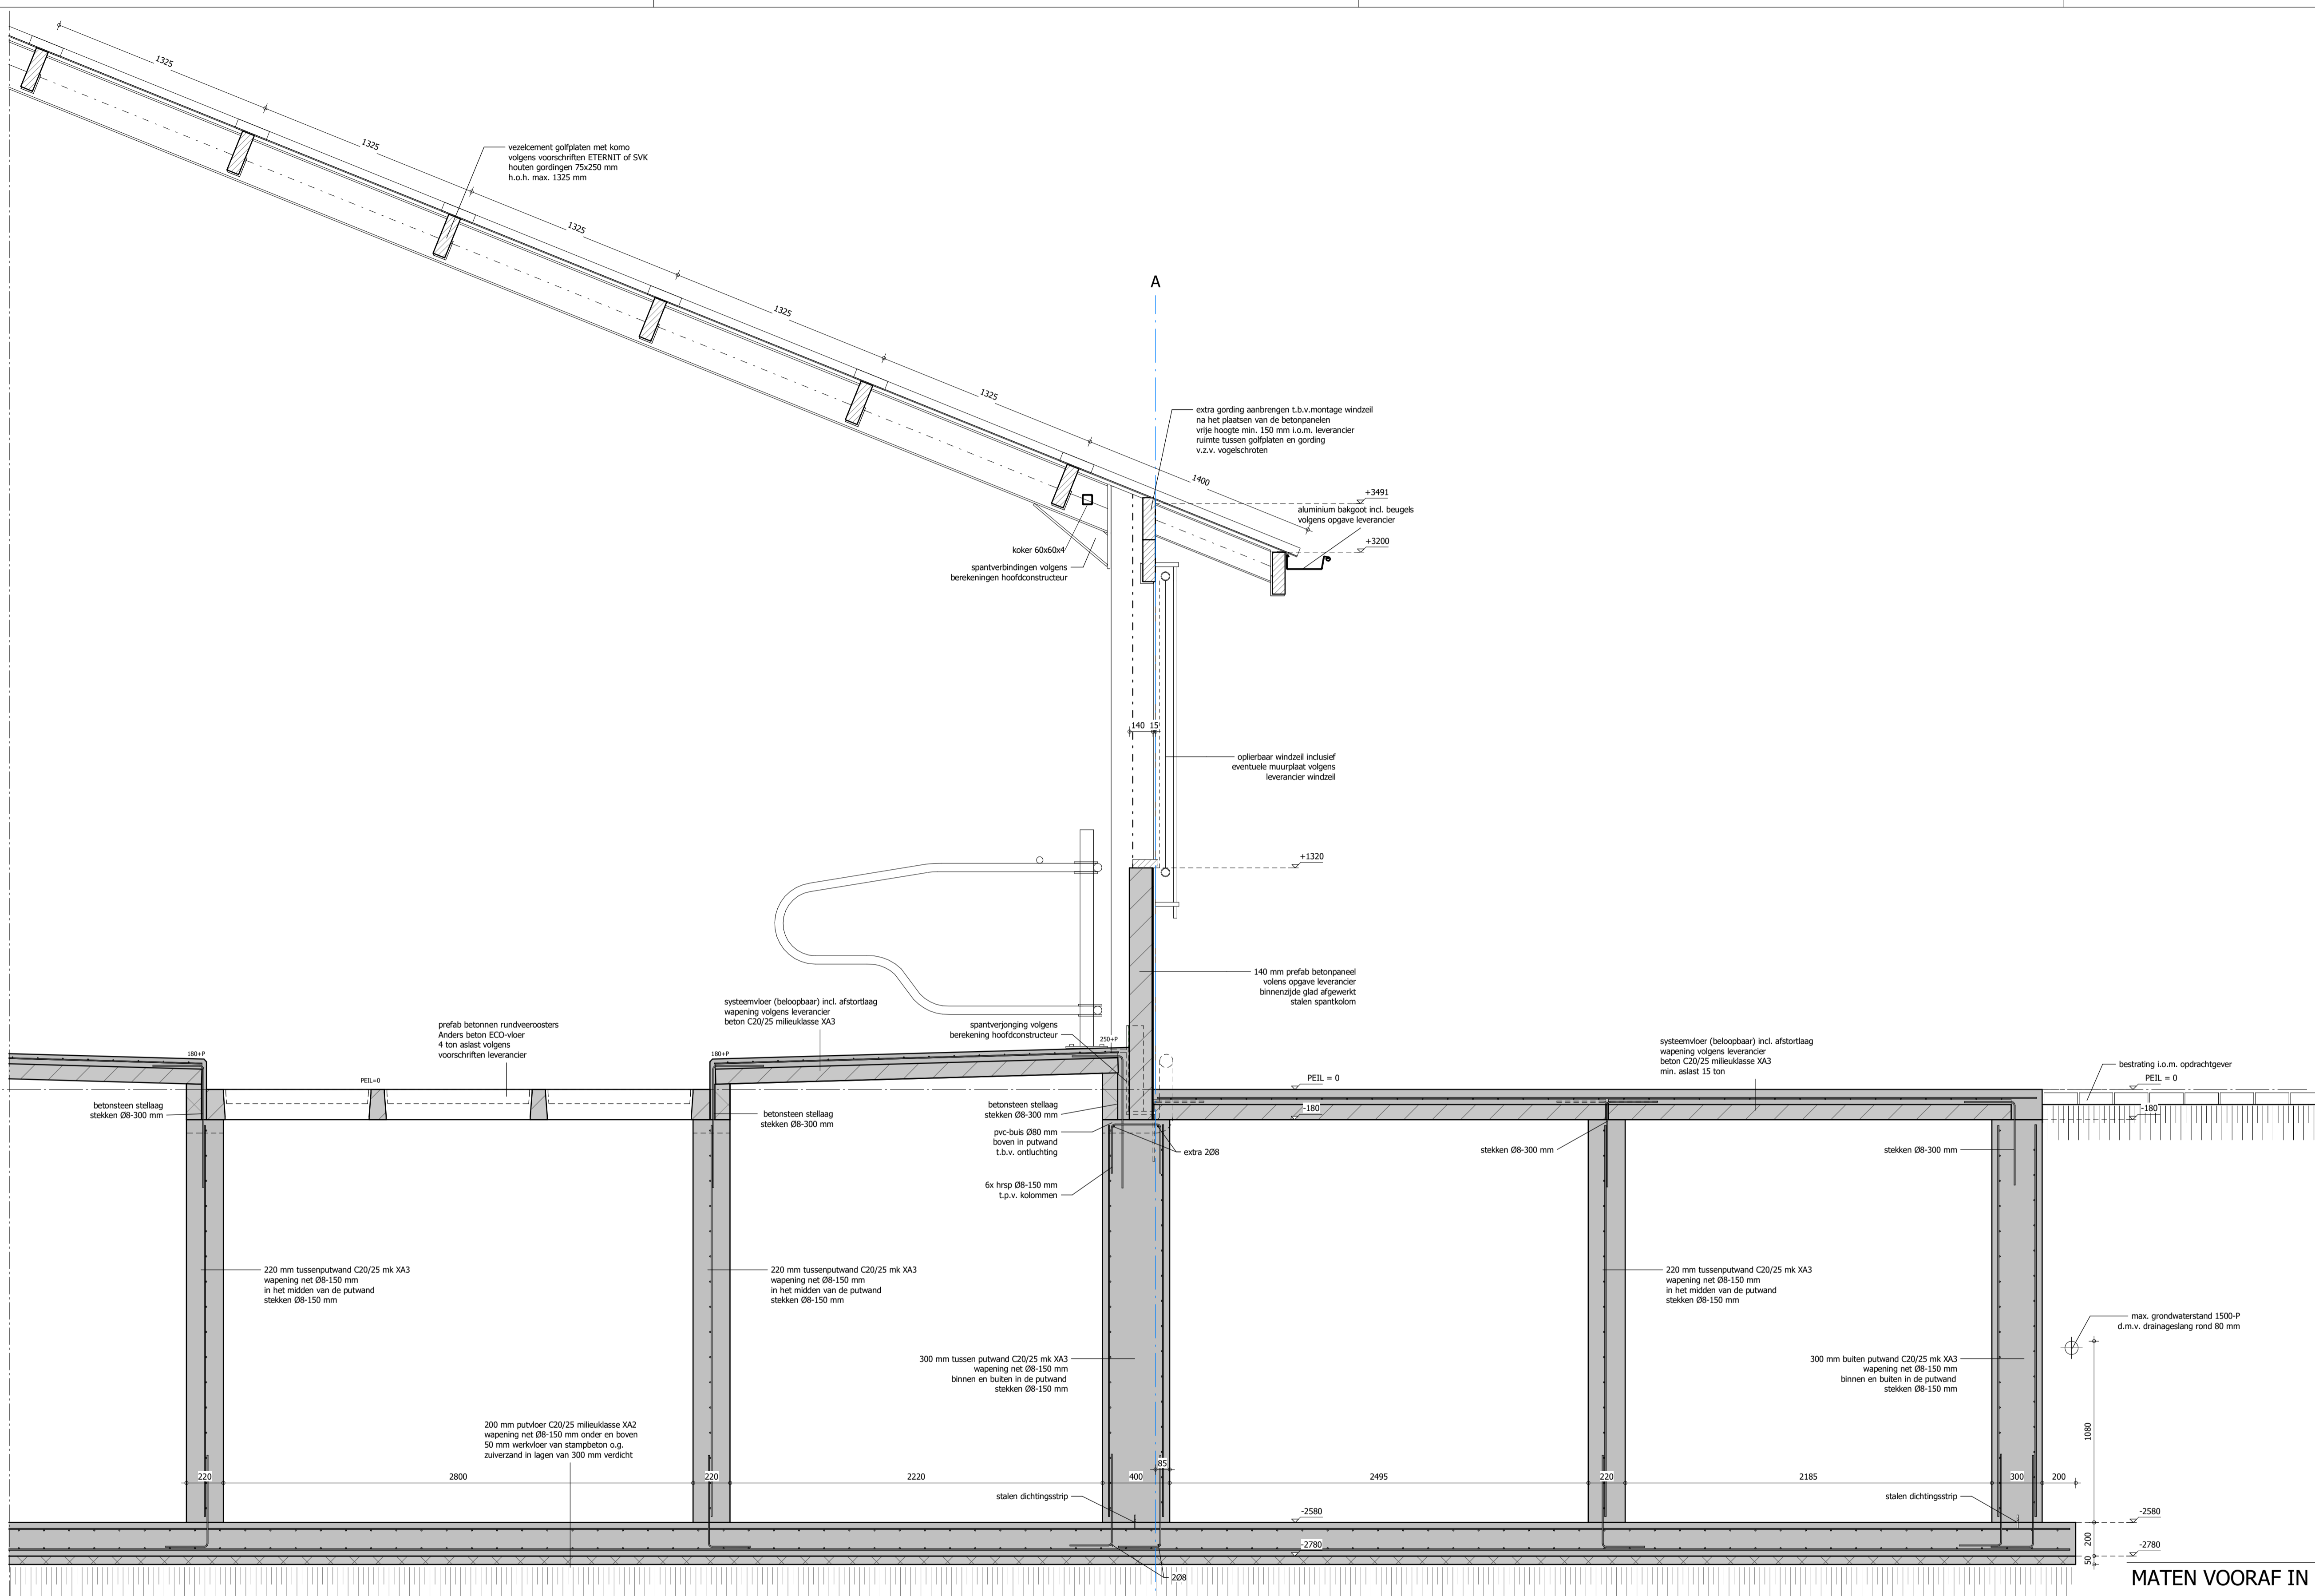 1325
1325
vezelcement golfplaten met komo
volgens voorschriften ETERNIT of SVK
houten gordingen 75x250 mm
h.o.h. max. 1325 mm
1325
1325
A
1325
extra gording aanbrengen t.b.v.montage windzeil
na het plaatsen van de betonpanelen
vrije hoogte min. 150 mm i.o.m. leverancier
ruimte tussen golfplaten en gording
v.z.v. vogelschroten
1400
+3491
aluminium bakgoot incl. beugels
volgens opgave leverancier
+3200
koker 60x60x4
spantverbindingen volgens
berekeningen hoofdconstructeur
140 15
oplierbaar windzeil inclusief
eventuele muurplaat volgens
leverancier windzeil
+1320
140 mm prefab betonpaneel
volens opgave leverancier
binnenzijde glad afgewerkt
stalen spantkolom
systeemvloer (beloopbaar) incl. afstortlaag
wapening volgens leverancier
beton C20/25 milieuklasse XA3
prefab betonnen rundveeroosters
Anders beton ECO-vloer
4 ton aslast volgens
voorschriften leverancier
spantverjonging volgens
berekening hoofdconstructeur
250+P
180+P
180+P
PEIL=0
systeemvloer (beloopbaar) incl. afstortlaag
wapening volgens leverancier
beton C20/25 milieuklasse XA3
min. aslast 15 ton
bestrating i.o.m. opdrachtgever
PEIL = 0
PEIL = 0
-180
-180
betonsteen stellaag
stekken Ø8-300 mm
betonsteen stellaag
stekken Ø8-300 mm
betonsteen stellaag
stekken Ø8-300 mm
pvc-buis Ø80 mm
boven in putwand
t.b.v. ontluchting
extra 2Ø8
stekken Ø8-300 mm
stekken Ø8-300 mm
6x hrsp Ø8-150 mm
t.p.v. kolommen
220 mm tussenputwand C20/25 mk XA3
wapening net Ø8-150 mm
in het midden van de putwand
stekken Ø8-150 mm
220 mm tussenputwand C20/25 mk XA3
wapening net Ø8-150 mm
in het midden van de putwand
stekken Ø8-150 mm
220 mm tussenputwand C20/25 mk XA3
wapening net Ø8-150 mm
in het midden van de putwand
stekken Ø8-150 mm
max. grondwaterstand 1500-P
d.m.v. drainageslang rond 80 mm
300 mm tussen putwand C20/25 mk XA3
wapening net Ø8-150 mm
binnen en buiten in de putwand
stekken Ø8-150 mm
300 mm buiten putwand C20/25 mk XA3
wapening net Ø8-150 mm
binnen en buiten in de putwand
stekken Ø8-150 mm
200 mm putvloer C20/25 milieuklasse XA2
wapening net Ø8-150 mm onder en boven
50 mm werkvloer van stampbeton o.g.
zuiverzand in lagen van 300 mm verdicht
1080
85
220 2800 220 2220 400 2495 220 2185 300 200
stalen dichtingsstrip
stalen dichtingsstrip
-2580
-2580
200
-2780
-2780
50
2Ø8
MATEN VOORAF IN